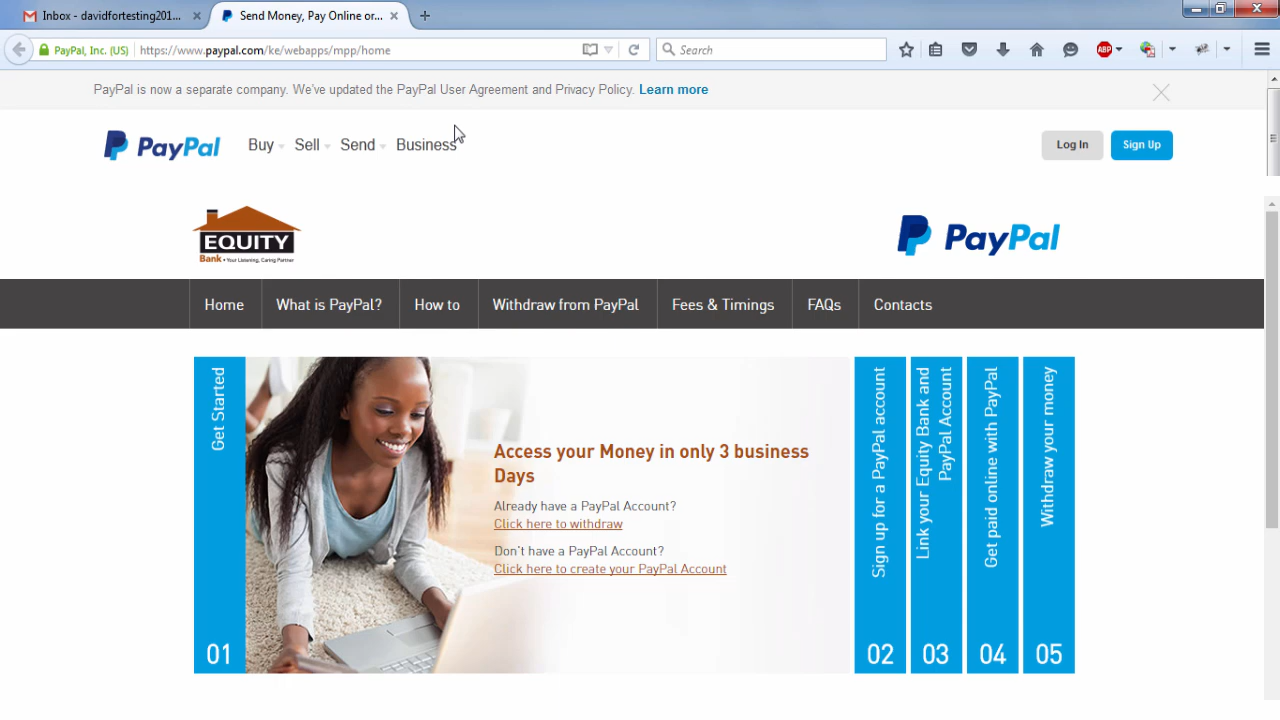 Inbox - davidfortesting201...
Send Money, Pay Online or...
PayPal, Inc. (US)
https://www.paypal.com/ke/webapps/mpp/home
Search
ABP
PayPal is now a separate company. We've updated the PayPal User Agreement and Privacy Policy. Learn more
PayPal
Buy
Sell
Send
Business
Log In
Sign Up
EQUITY
Bank • Your Listening, Caring Partner
PayPal
Home
What is PayPal?
How to
Withdraw from PayPal
Fees & Timings
FAQs
Contacts
Get Started
01
Access your Money in only 3 business
Days
Already have a PayPal Account?
Click here to withdraw
Don't have a PayPal Account?
Click here to create your PayPal Account
Sign up for a PayPal account
02
Link your Equity Bank and
PayPal Account
03
Get paid online with PayPal
04
Withdraw your money
05